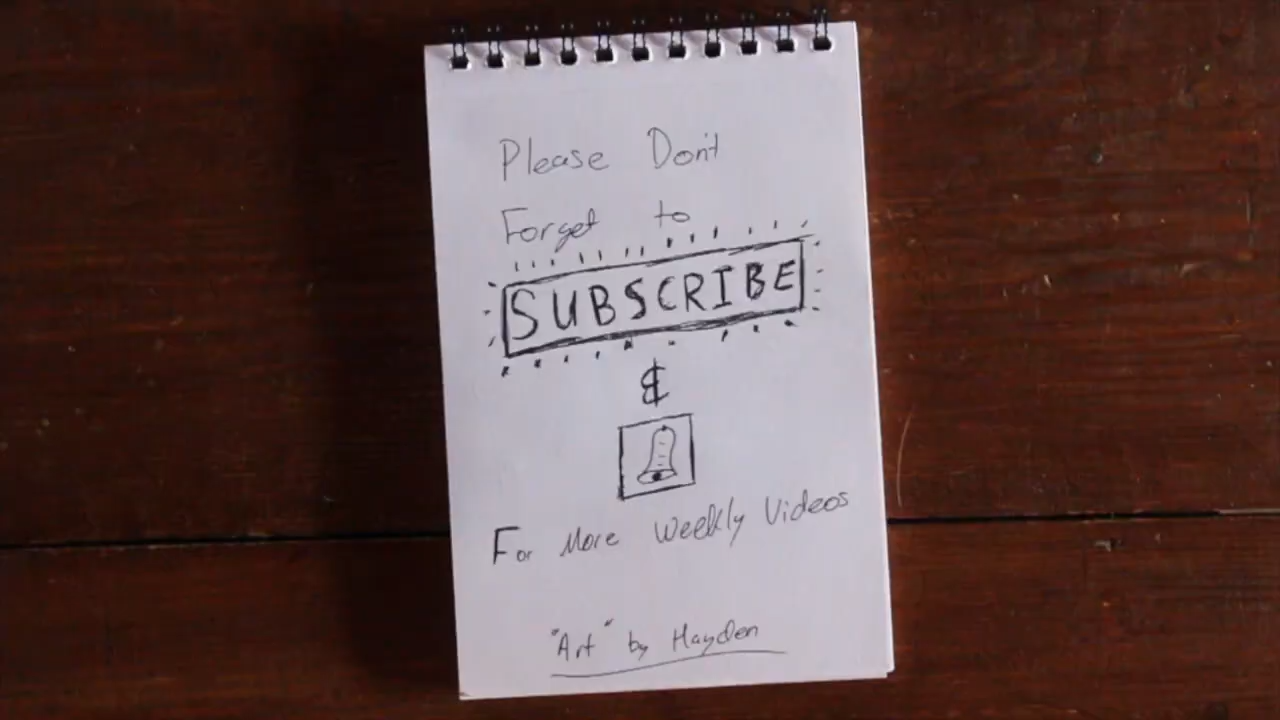 Please Don't
Forget to
SUBSCRIBE
&
For More Weekly Videos
"Art" by Hayden